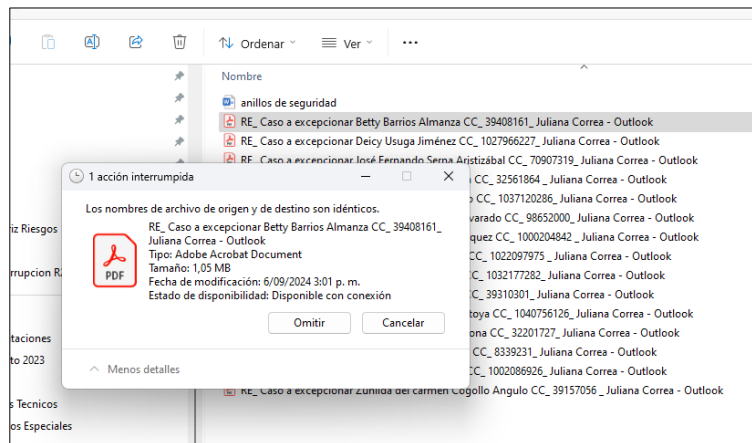 Ordenar
Ver
Nombre
anillos de seguridad
RE_ Caso a excepcionar Betty Barrios Almanza CC_ 39408161_ Juliana Correa - Outlook
RE_ Caso a excepcionar Deicy Usuga Jiménez CC_ 1027966227_ Juliana Correa - Outlook
RE_ Caso a excepcionar José Fernando Serna Aristizábal CC_ 70907319_ Juliana Correa - Outlook
CC_ 32561864 _ Juliana Correa - Outlook
CC_ 1037120286_ Juliana Correa - Outlook
varado CC_ 98652000_ Juliana Correa - Outlook
quez CC_ 1000204842 _ Juliana Correa - Outlook
CC_ 1022097975 _ Juliana Correa - Outlook
CC_ 1032177282_ Juliana Correa - Outlook
CC_ 39310301_ Juliana Correa - Outlook
toya CC_ 1040756126_ Juliana Correa - Outlook
ona CC_ 32201727_ Juliana Correa - Outlook
CC_ 8339231_ Juliana Correa - Outlook
CC_ 1002086926_ Juliana Correa - Outlook
RE_ Caso a excepcionar Zunilda del carmen Cogollo Angulo CC_ 39157056 _ Juliana Correa - Outlook
1 acción interrumpida
Los nombres de archivo de origen y de destino son idénticos.
RE_ Caso a excepcionar Betty Barrios Almanza CC_ 39408161_
Juliana Correa - Outlook
Tipo: Adobe Acrobat Document
Tamaño: 1,05 MB
Fecha de modificación: 6/09/2024 3:01 p. m.
Estado de disponibilidad: Disponible con conexión
PDF
Omitir
Cancelar
Menos detalles
riz Riesgos
rrupcion R
taciones
to 2023
s Tecnicos
os Especiales